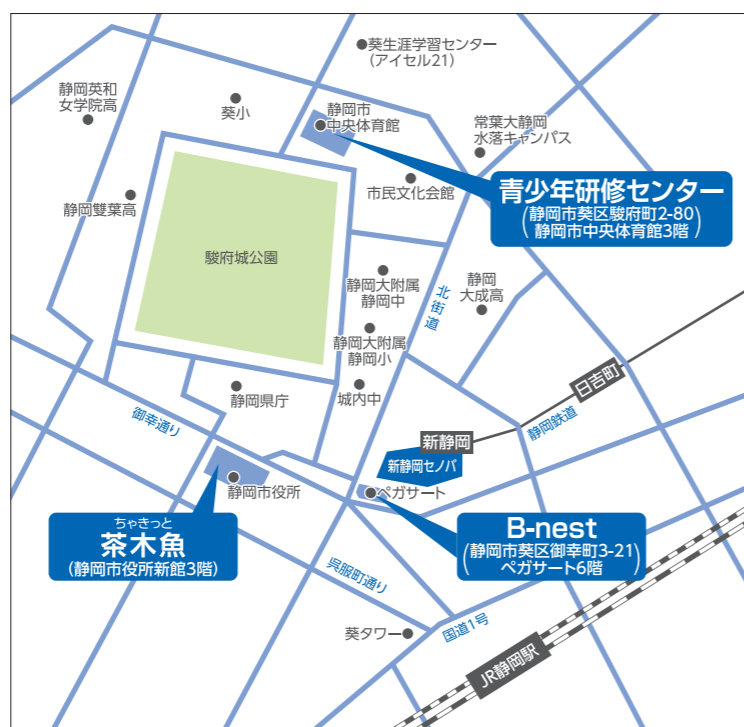 葵生涯学習センター
(アイセル21)
静岡英和
女学院高
葵小
静岡市
中央体育館
常葉大静岡
水落キャンパス
市民文化会館
青少年研修センター
(静岡市葵区駿府町2-80
静岡市中央体育館3階)
静岡雙葉高
駿府城公園
静岡大附属
静岡中
北街道
静岡
大成高
静岡大附属
静岡小
静岡県庁
城内中
日吉町
御幸通り
新静岡
静岡鉄道
新静岡セノバ
静岡市役所
ペガサート
ちゃきっと
茶木魚
(静岡市役所新館3階)
B-nest
(静岡市葵区御幸町3-21
ペガサート6階)
呉服町通り
葵タワー
国道1号
JR静岡駅